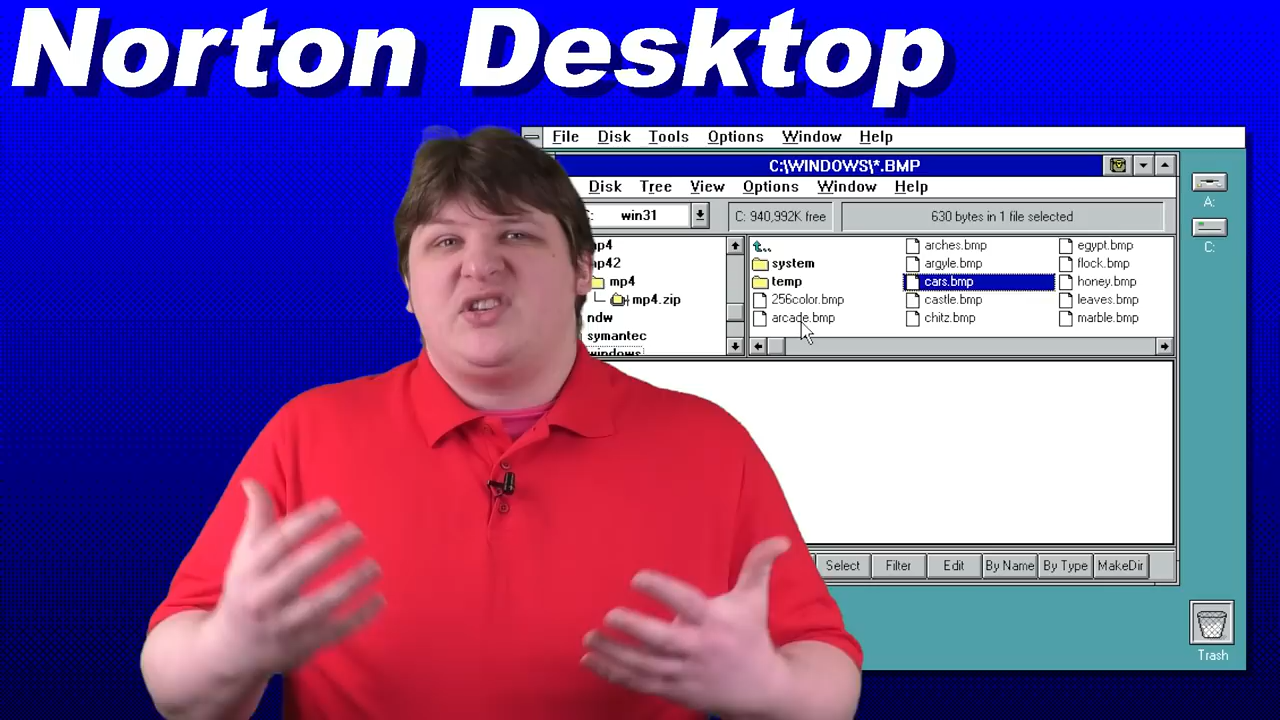 Norton Desktop
File Disk Tools Options Window Help
C:\WINDOWS\*.BMP
Disk Tree View Options Window Help
win31 C: 940,992K free 630 bytes in 1 file selected
A:
C:
mp4
mp42
mp4
mp4.zip
ndw
symantec
windows
..
system
temp
256color.bmp
arcade.bmp
arches.bmp
argyle.bmp
cars.bmp
castle.bmp
chitz.bmp
egypt.bmp
flock.bmp
honey.bmp
leaves.bmp
marble.bmp
Select Filter Edit By Name By Type MakeDir
Trash